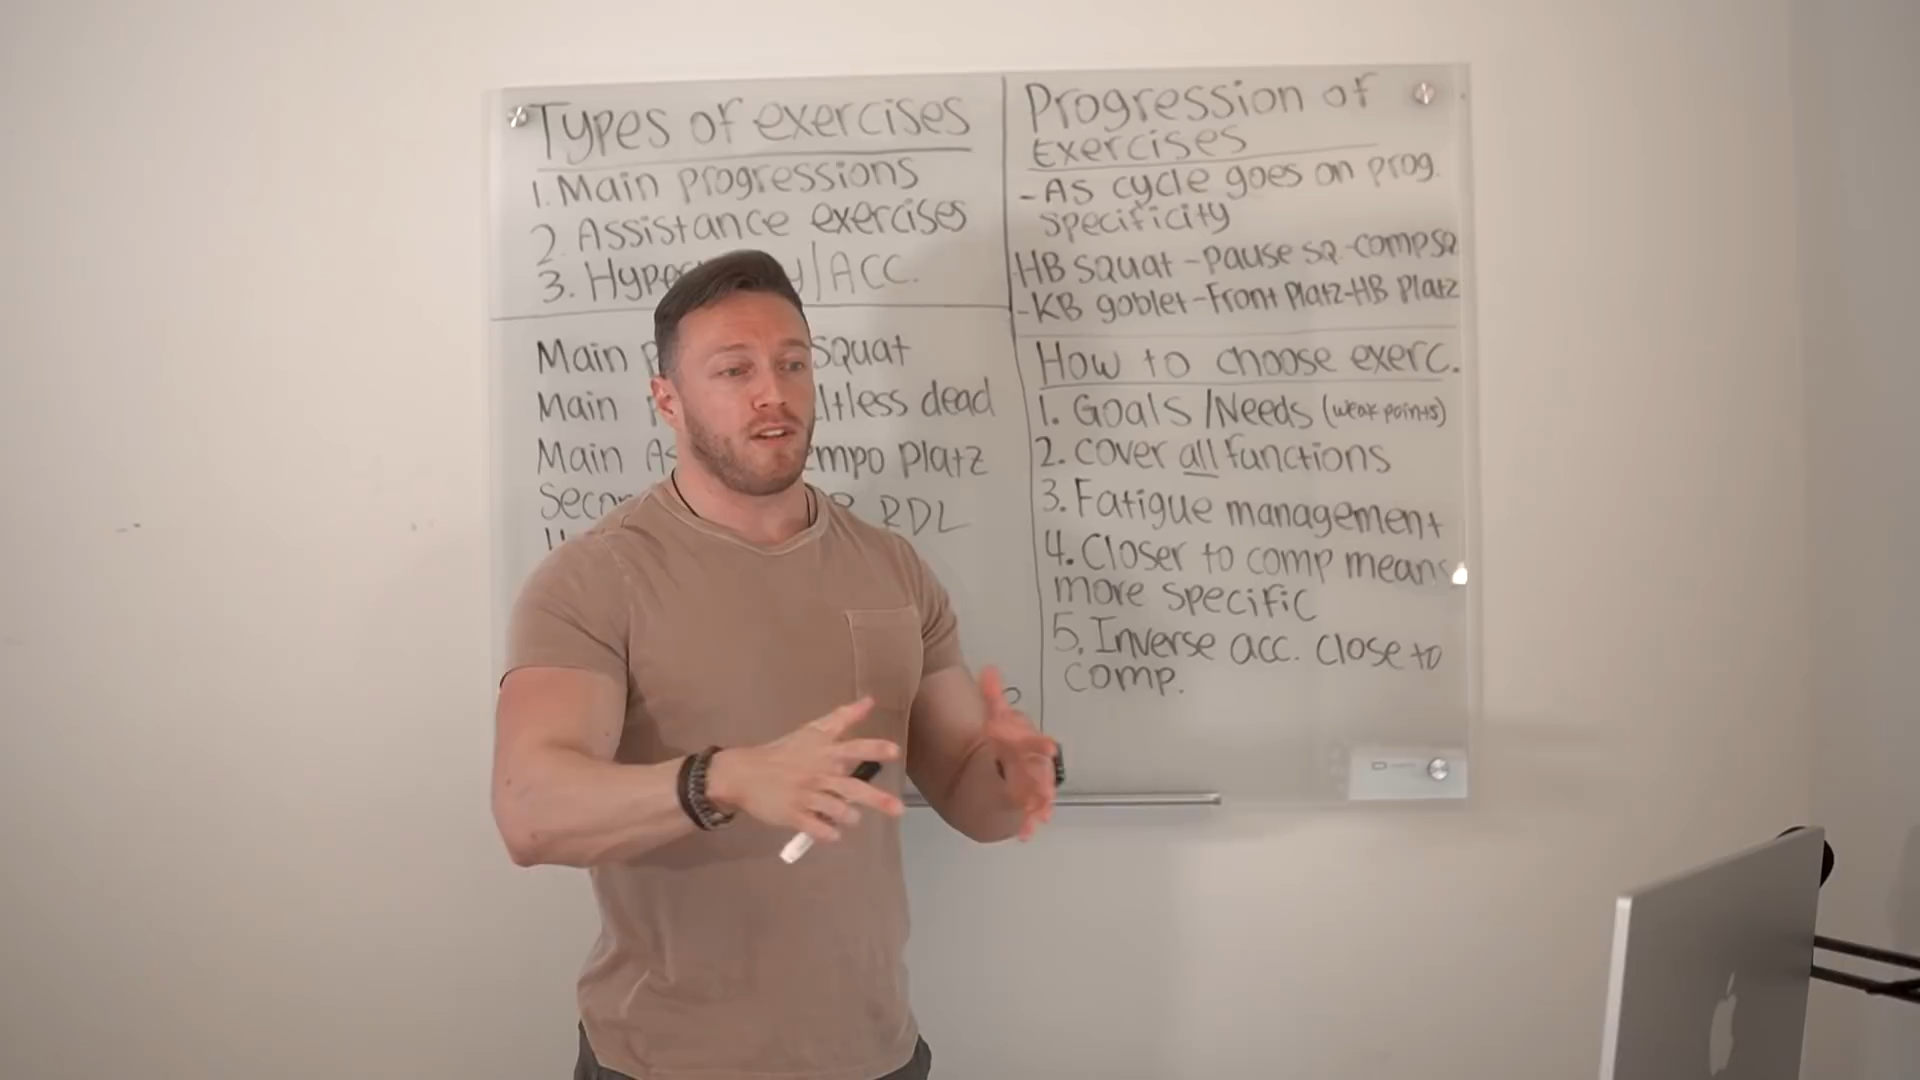 Types of exercises
1. Main progressions
2. Assistance exercises
3. /ACC.
Main squat
Main dead
Main Platz
RDL
Progression of
Exercises
-As cycle goes on prog.
specificity
HB squat-pause sq-compsq
-KB goblet-Front Platz-HB Platz
How to choose exerc.
1. Goals/Needs (weak points)
2. cover all functions
3. Fatigue management
4. Closer to comp means
more specific
5. Inverse acc. close to
comp.